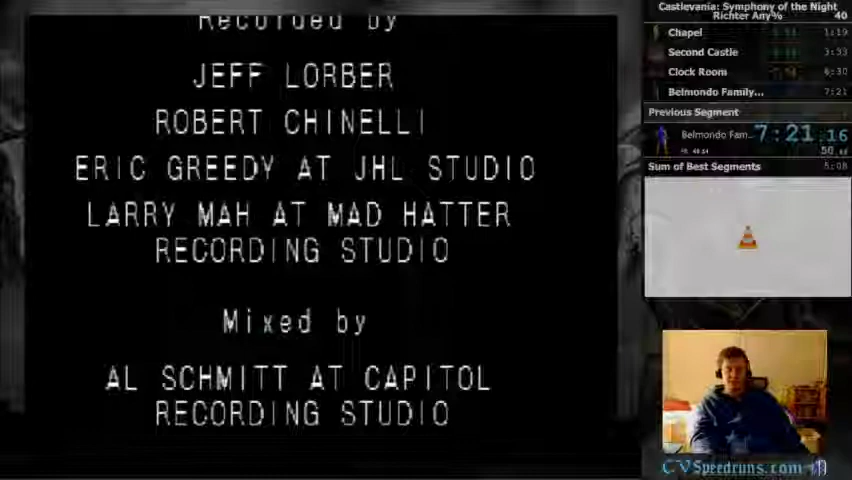 Recorded by
JEFF LORBER
ROBERT CHINELLI
ERIC GREEDY AT JHL STUDIO
LARRY MAH AT MAD HATTER
RECORDING STUDIO
Mixed by
AL SCHMITT AT CAPITOL
RECORDING STUDIO
Castlevania: Symphony of the Night
Richter Any% 40
Chapel 1:19
Second Castle 3:33
Clock Room 6:30
Belmondo Family... 7:21
Previous Segment
Belmondo Fam... 7:21.16
Sum of Best Segments 5:08
CVSpeedruns.com